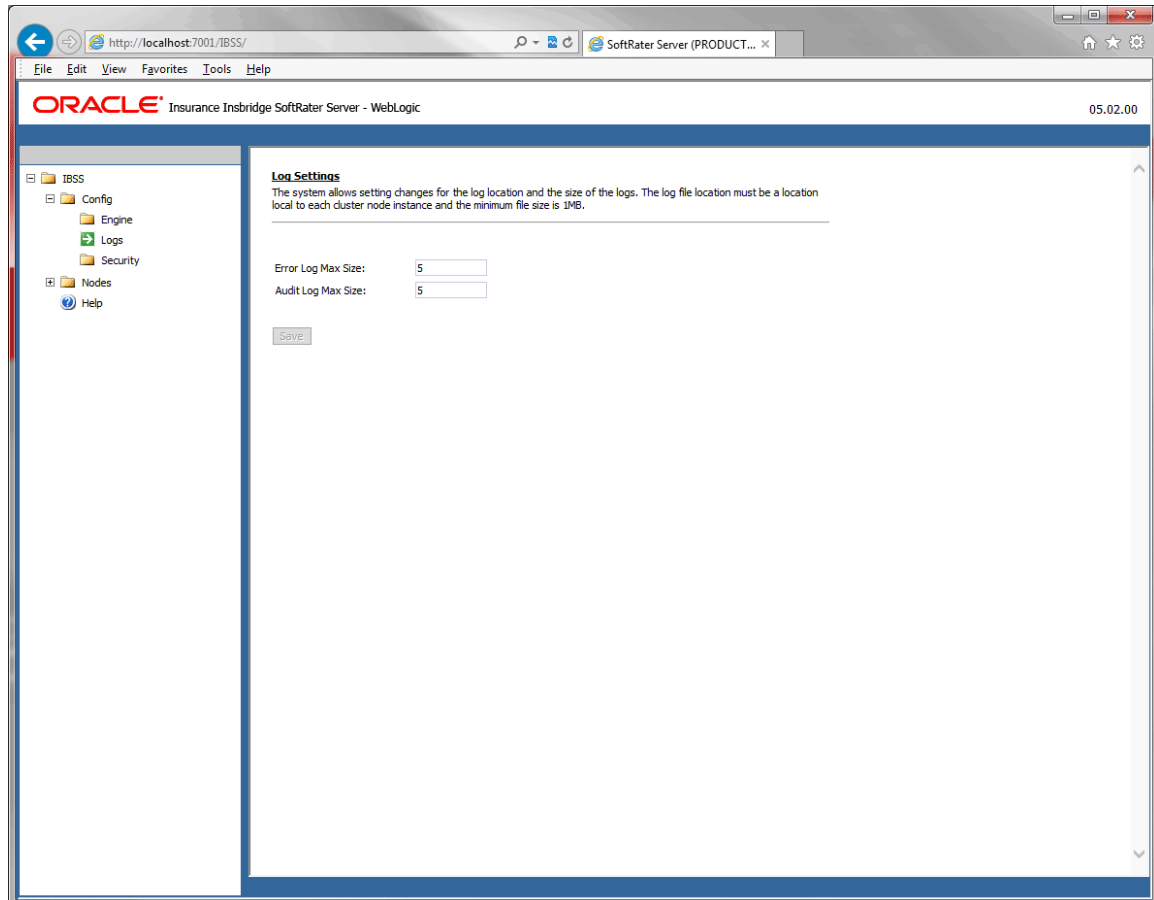 http://localhost:7001/IBSS/
SoftRater Server (PRODUCT...
File Edit View Favorites Tools Help
ORACLE Insurance Insbridge SoftRater Server - WebLogic
05.02.00
IBSS
Config
Engine
Logs
Security
Nodes
Help
Log Settings
The system allows setting changes for the log location and the size of the logs. The log file location must be a location
local to each cluster node instance and the minimum file size is 1MB.
Error Log Max Size: 5
Audit Log Max Size: 5
Save